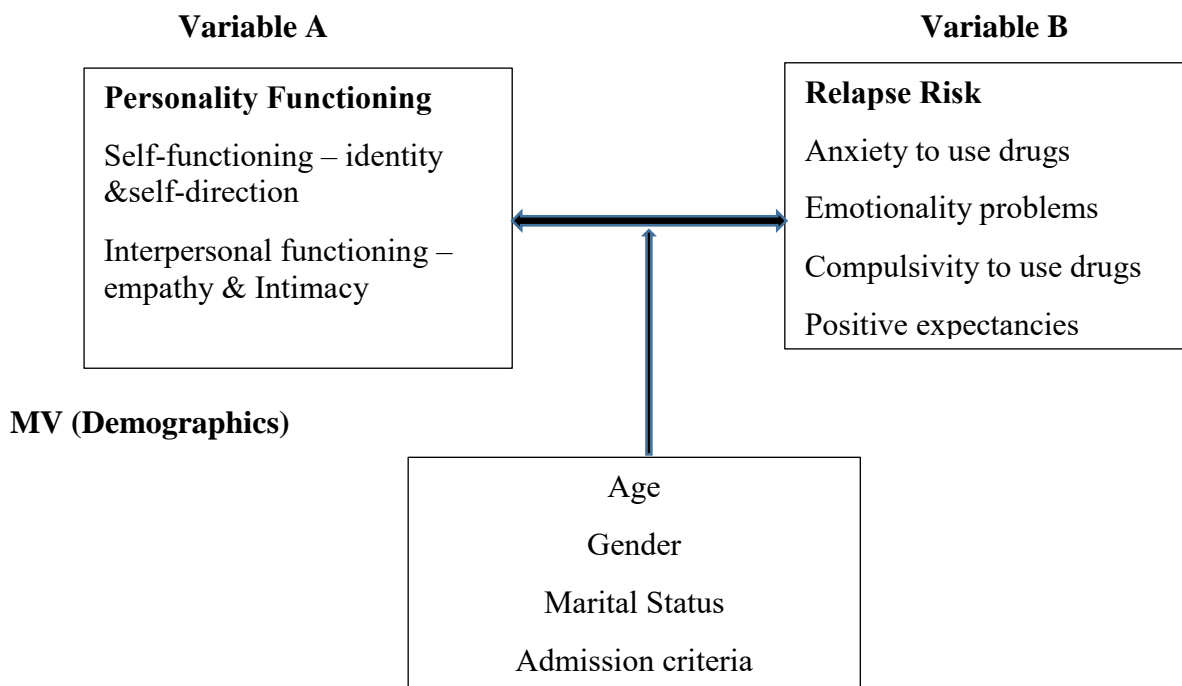 Variable A
Variable B
Personality Functioning
Self-functioning – identity
&self-direction
Interpersonal functioning –
empathy & Intimacy
Relapse Risk
Anxiety to use drugs
Emotionality problems
Compulsivity to use drugs
Positive expectancies
MV (Demographics)
Age
Gender
Marital Status
Admission criteria